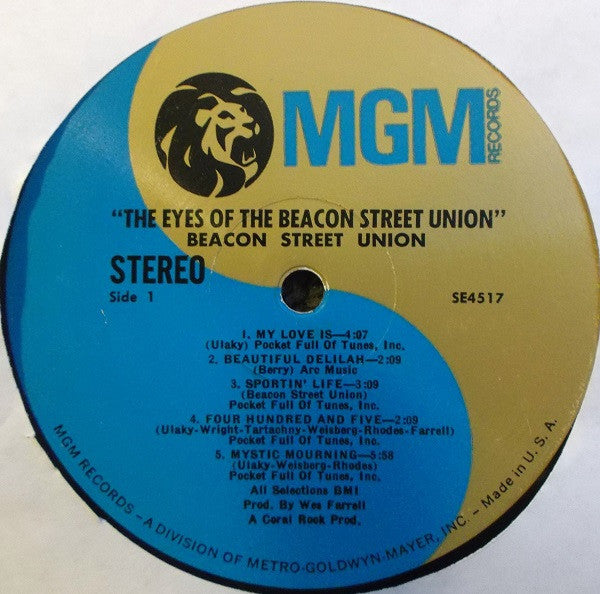 MGM
RECORDS
"THE EYES OF THE BEACON STREET UNION"
BEACON STREET UNION
STEREO
Side 1
SE4517
1. MY LOVE IS—4:07
(Ulaky) Pocket Full Of Tunes, Inc.
2. BEAUTIFUL DELILAH—2:09
(Berry) Arc Music
3. SPORTIN' LIFE—3:09
(Beacon Street Union)
Pocket Full Of Tunes, Inc.
4. FOUR HUNDRED AND FIVE—2:09
(Ulaky-Wright-Tartachny-Weisberg-Rhodes-Farrell)
Pocket Full Of Tunes, Inc.
5. MYSTIC MOURNING—5:58
(Ulaky-Weisberg-Rhodes)
Pocket Full Of Tunes, Inc.
All Selections BMI
Prod. By Wes Farrell
A Coral Rock Prod.
MGM RECORDS – A DIVISION OF METRO-GOLDWYN-MAYER, INC. – Made in U. S. A.